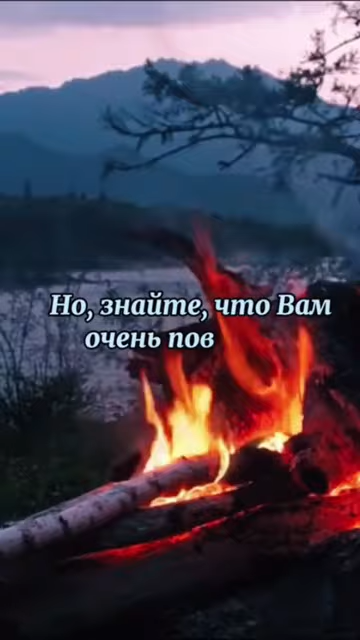 Но, знайте, что Вам
очень пов